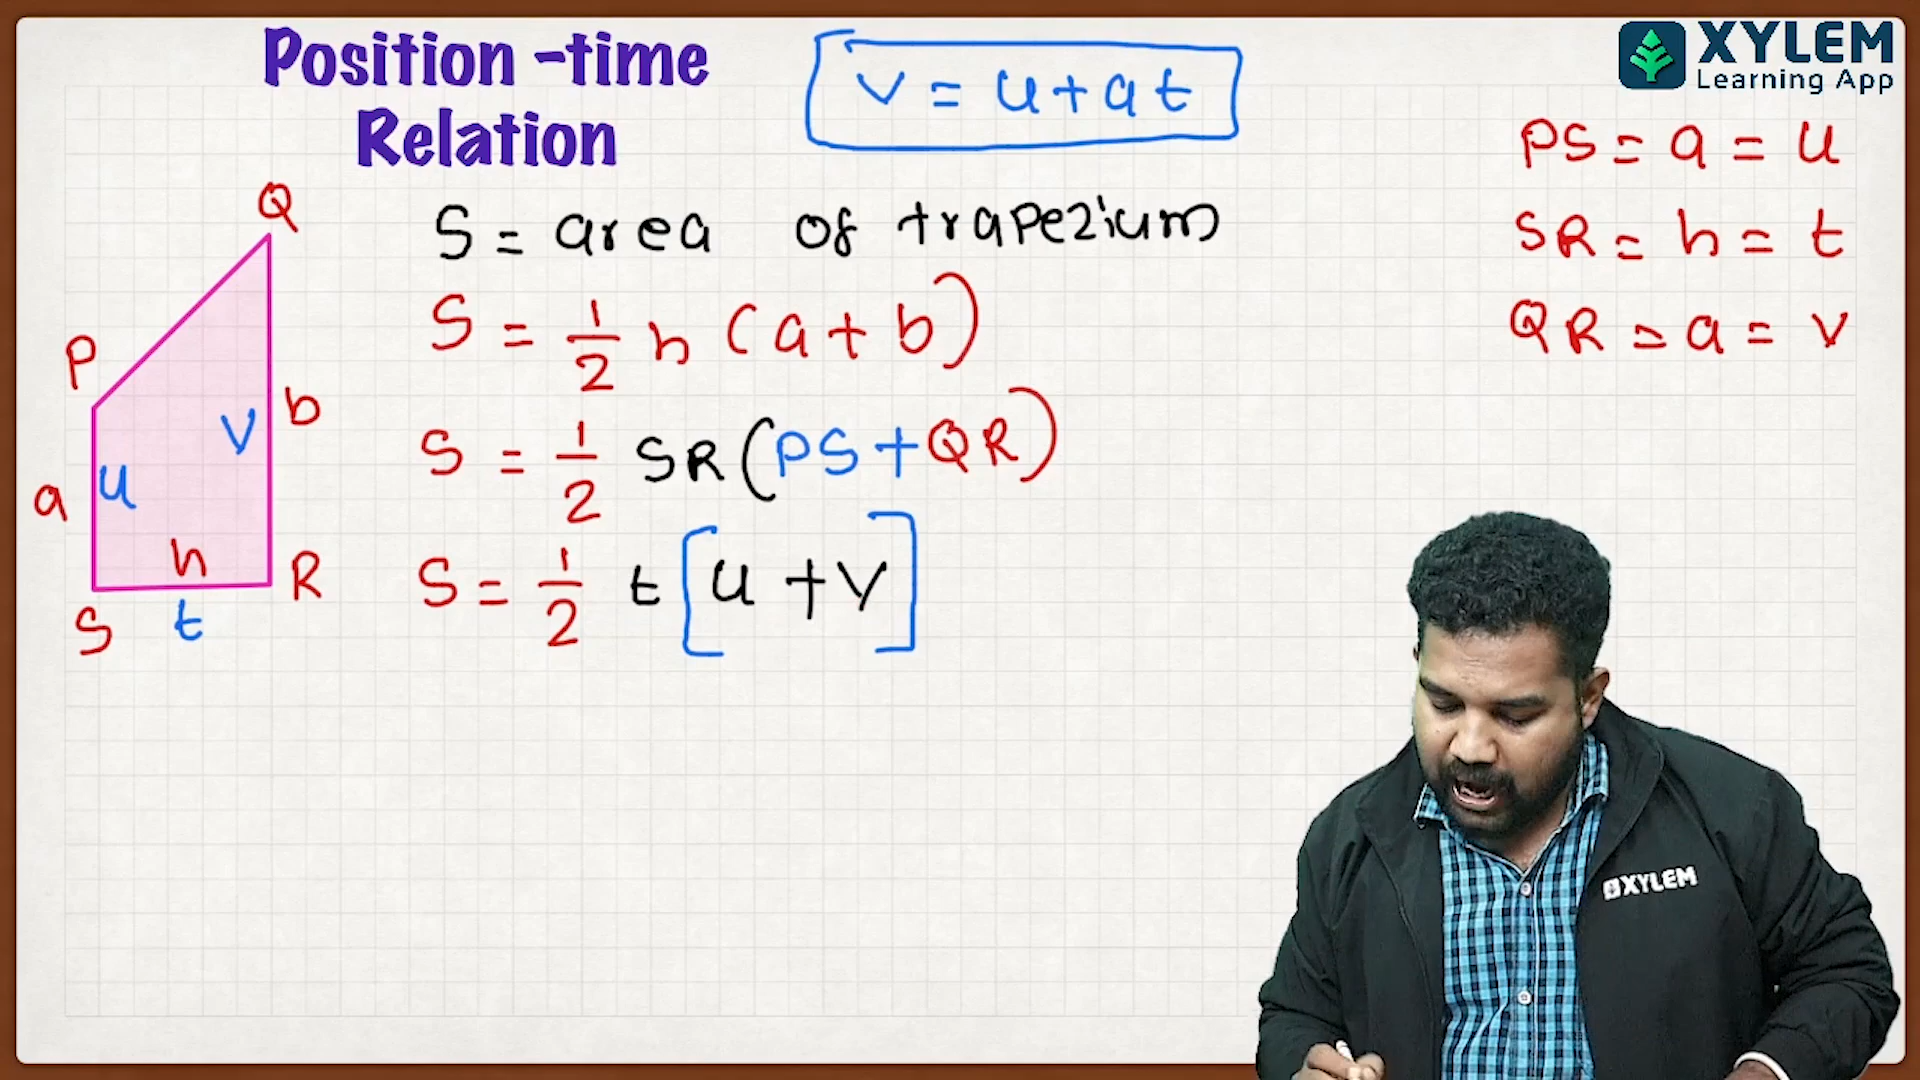 Position -time
Relation
v = u + at
XYLEM
Learning App
PS = a = u
SR = h = t
QR = a = v
S = area of trapezium
S = 1/2 h (a + b)
S = 1/2 SR (PS + QR)
S = 1/2 t [u + v]
Q
P
b
v
a
u
h
R
S
t
XYLEM